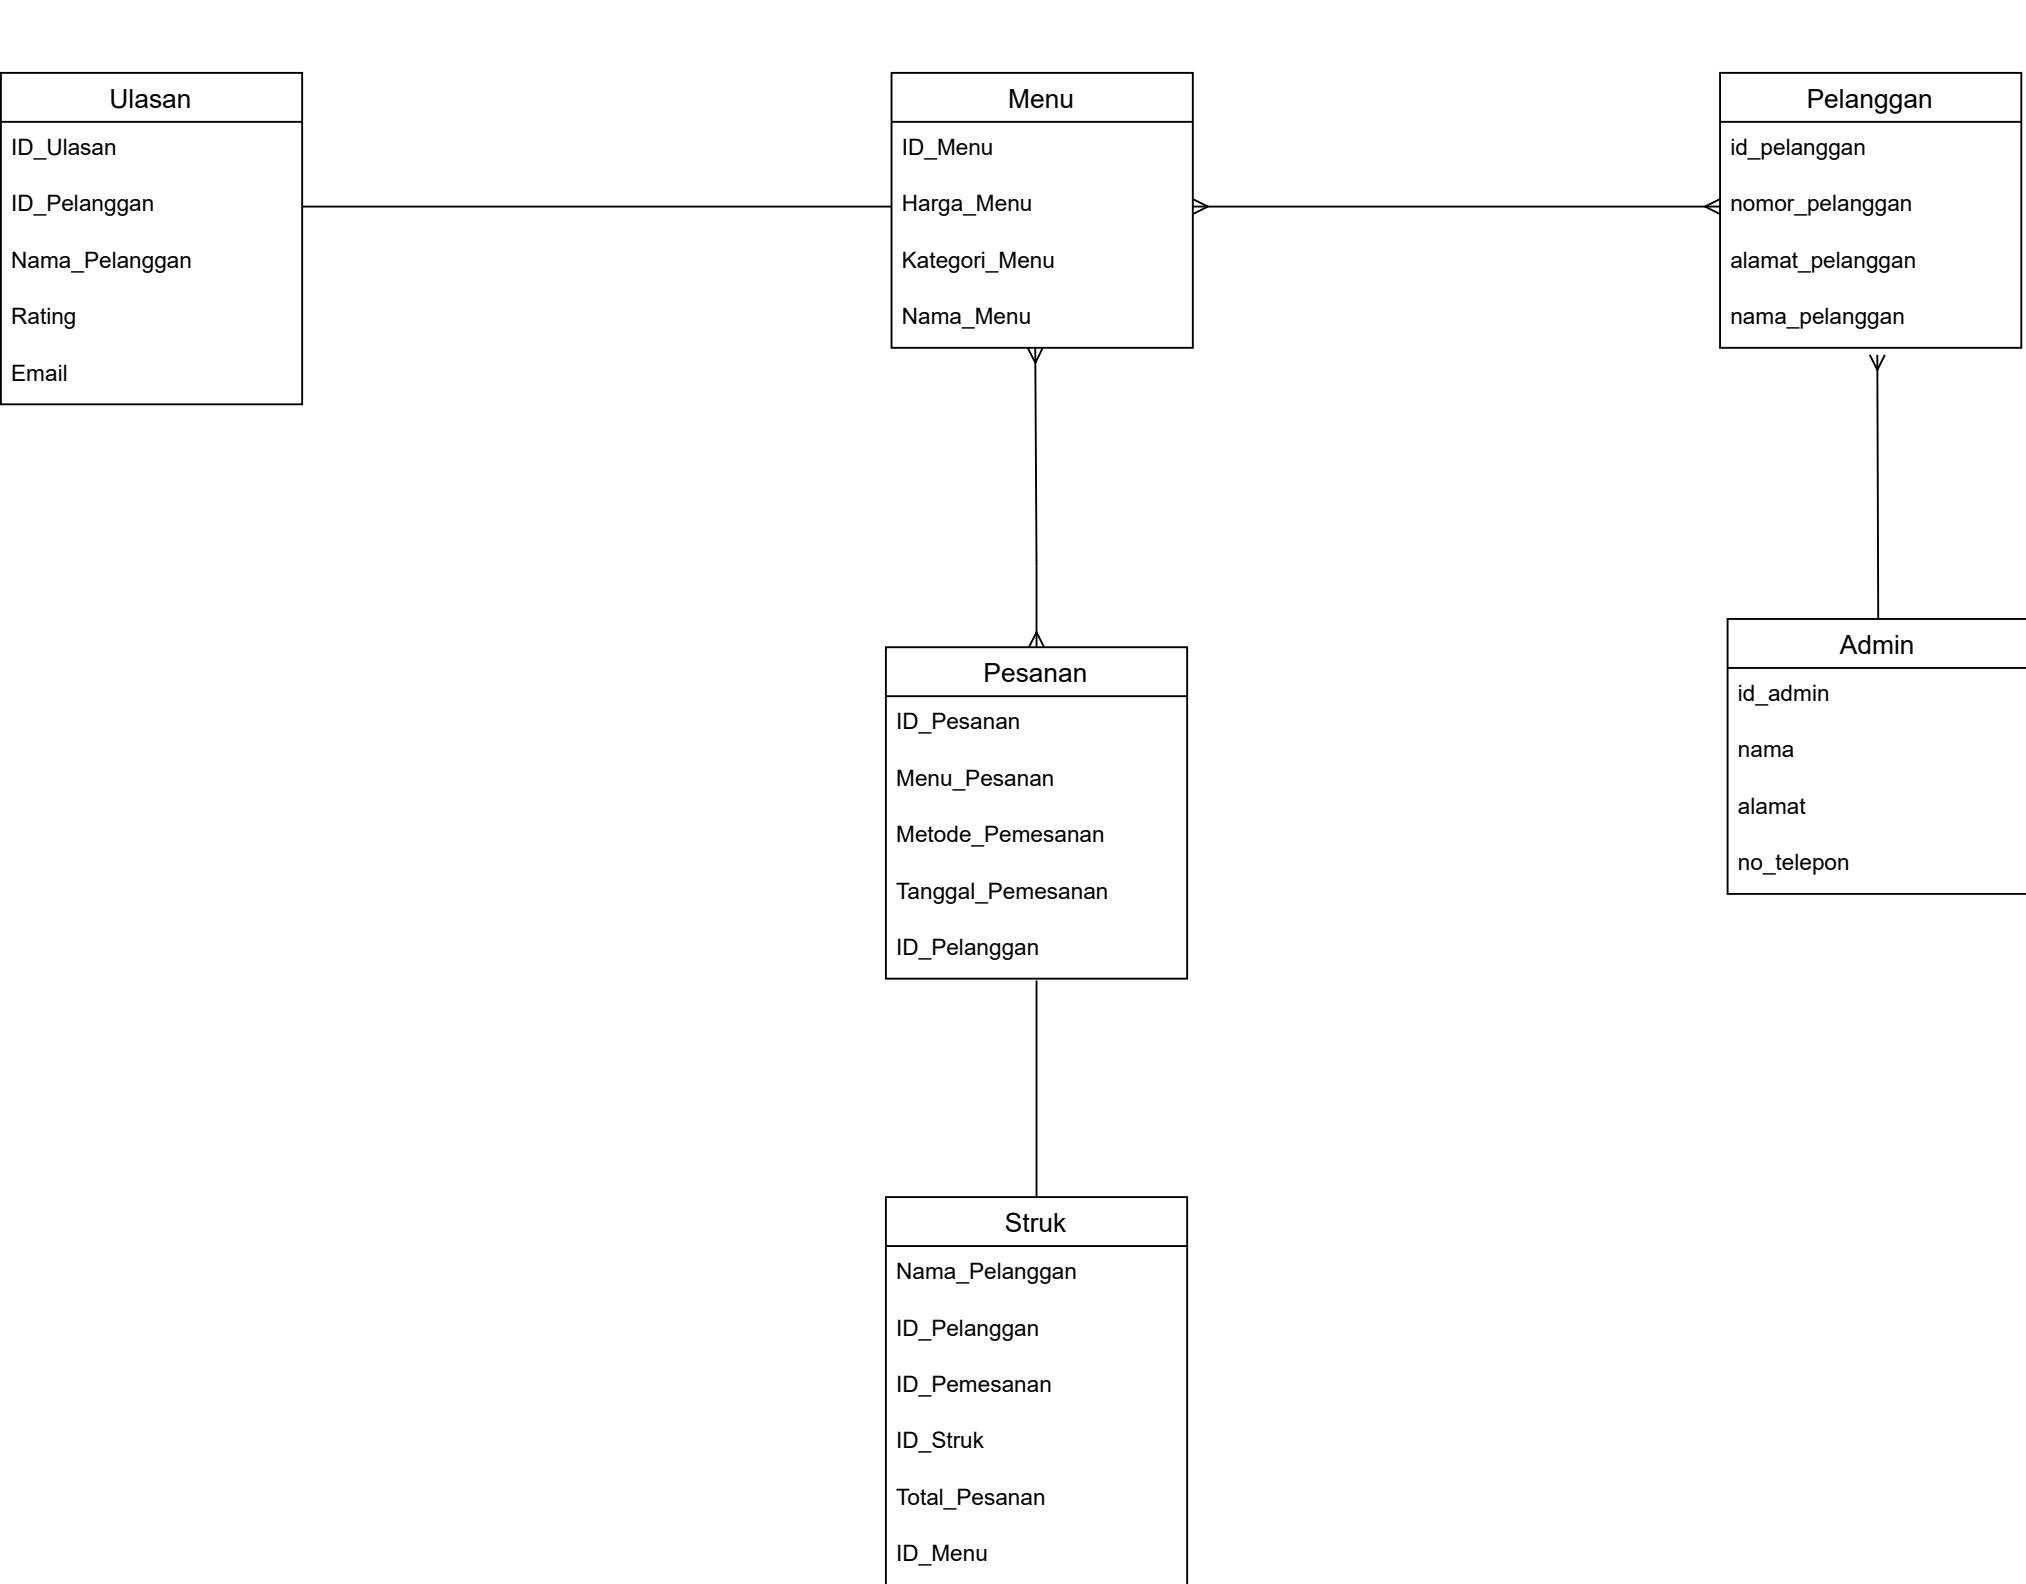 Ulasan
ID_Ulasan
ID_Pelanggan
Nama_Pelanggan
Rating
Email
Menu
ID_Menu
Harga_Menu
Kategori_Menu
Nama_Menu
Pelanggan
id_pelanggan
nomor_pelanggan
alamat_pelanggan
nama_pelanggan
Pesanan
ID_Pesanan
Menu_Pesanan
Metode_Pemesanan
Tanggal_Pemesanan
ID_Pelanggan
Admin
id_admin
nama
alamat
no_telepon
Struk
Nama_Pelanggan
ID_Pelanggan
ID_Pemesanan
ID_Struk
Total_Pesanan
ID_Menu